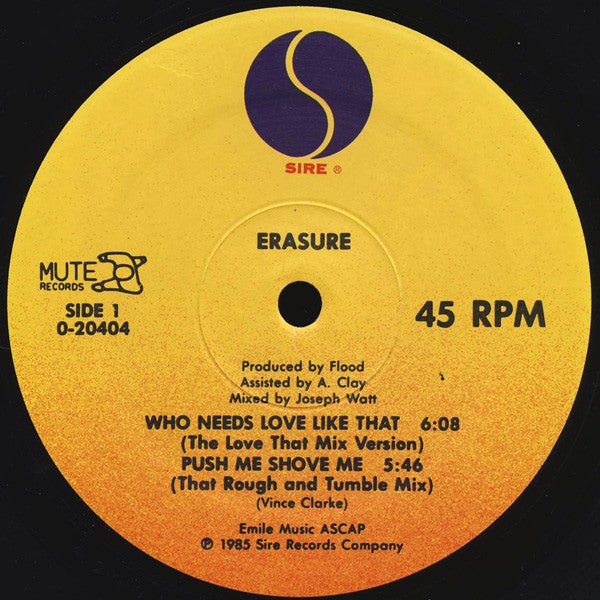 SIRE ®
ERASURE
MUTE
RECORDS
SIDE 1
0-20404
45 RPM
Produced by Flood
Assisted by A. Clay
Mixed by Joseph Watt
WHO NEEDS LOVE LIKE THAT 6:08
(The Love That Mix Version)
PUSH ME SHOVE ME 5:46
(That Rough and Tumble Mix)
(Vince Clarke)
Emile Music ASCAP
℗ 1985 Sire Records Company